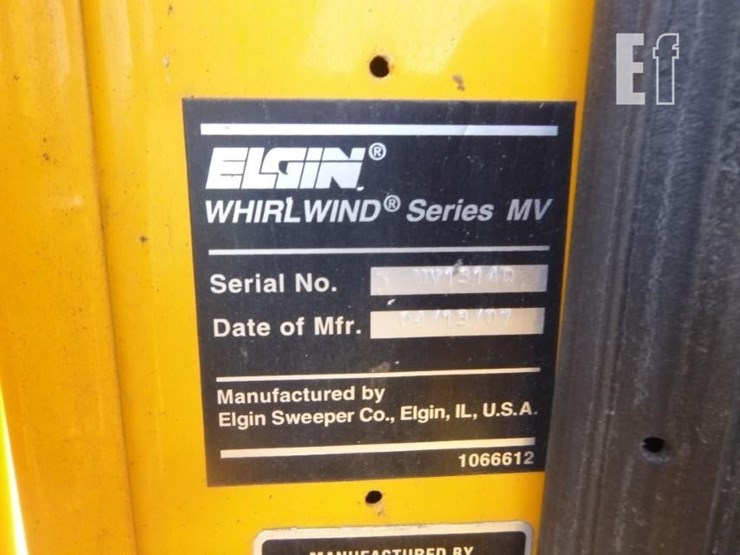 Ef
ELGIN®
WHIRLWIND® Series MV
Serial No.
Date of Mfr.
Manufactured by
Elgin Sweeper Co., Elgin, IL, U.S.A.
1066612
MANUFACTURED BY